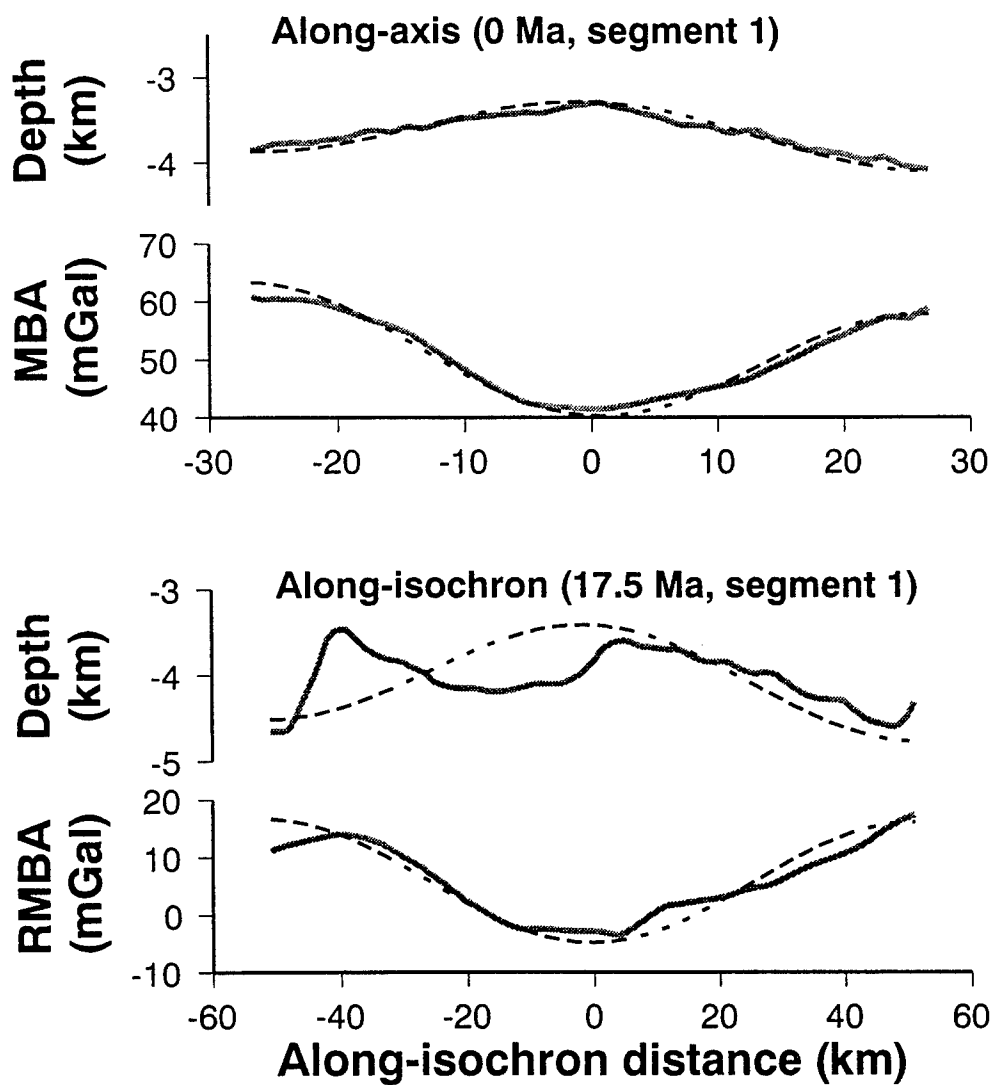 Along-axis (0 Ma, segment 1)
Depth
(km)
-3
-4
MBA
(mGal)
70
60
50
40
-30
-20
-10
0
10
20
30
Along-isochron (17.5 Ma, segment 1)
Depth
(km)
-3
-4
-5
RMBA
(mGal)
20
10
0
-10
-60
-40
-20
0
20
40
60
Along-isochron distance (km)